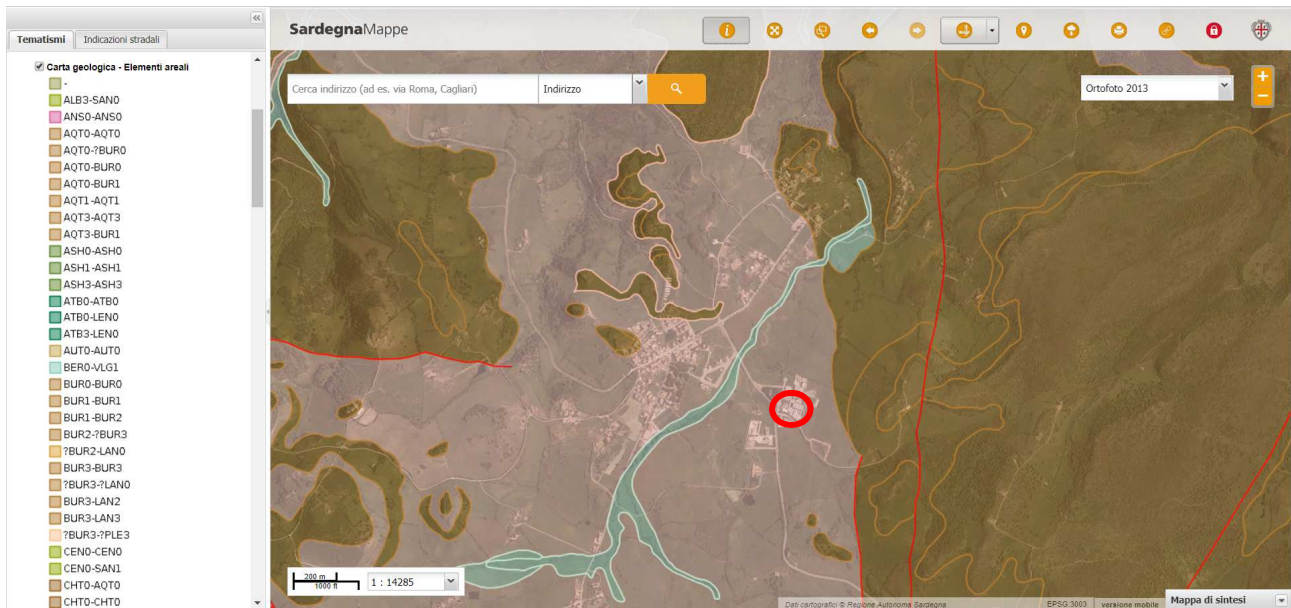 Tematismi
Indicazioni stradali
Carta geologica - Elementi areali
-
ALB3-SAN0
ANS0-ANS0
AQT0-AQT0
AQT0-?BUR0
AQT0-BUR0
AQT0-BUR1
AQT1-AQT1
AQT3-AQT3
AQT3-BUR1
ASH0-ASH0
ASH1-ASH1
ASH3-ASH3
ATB0-ATB0
ATB0-LEN0
ATB3-LEN0
AUT0-AUT0
BER0-VLG1
BUR0-BUR0
BUR1-BUR1
BUR1-BUR2
BUR2-?BUR3
?BUR2-LAN0
BUR3-BUR3
?BUR3-?LAN0
BUR3-LAN2
BUR3-LAN3
?BUR3-?PLE3
CEN0-CEN0
CEN0-SAN1
CHT0-AQT0
CHT0-CHT0
SardegnaMappe
Cerca indirizzo (ad es. via Roma, Cagliari)
Indirizzo
Ortofoto 2013
+
−
200 m
1000 ft
1 : 14285
Dati cartografici © Regione Autonoma Sardegna
EPSG 3003
versione mobile
Mappa di sintesi